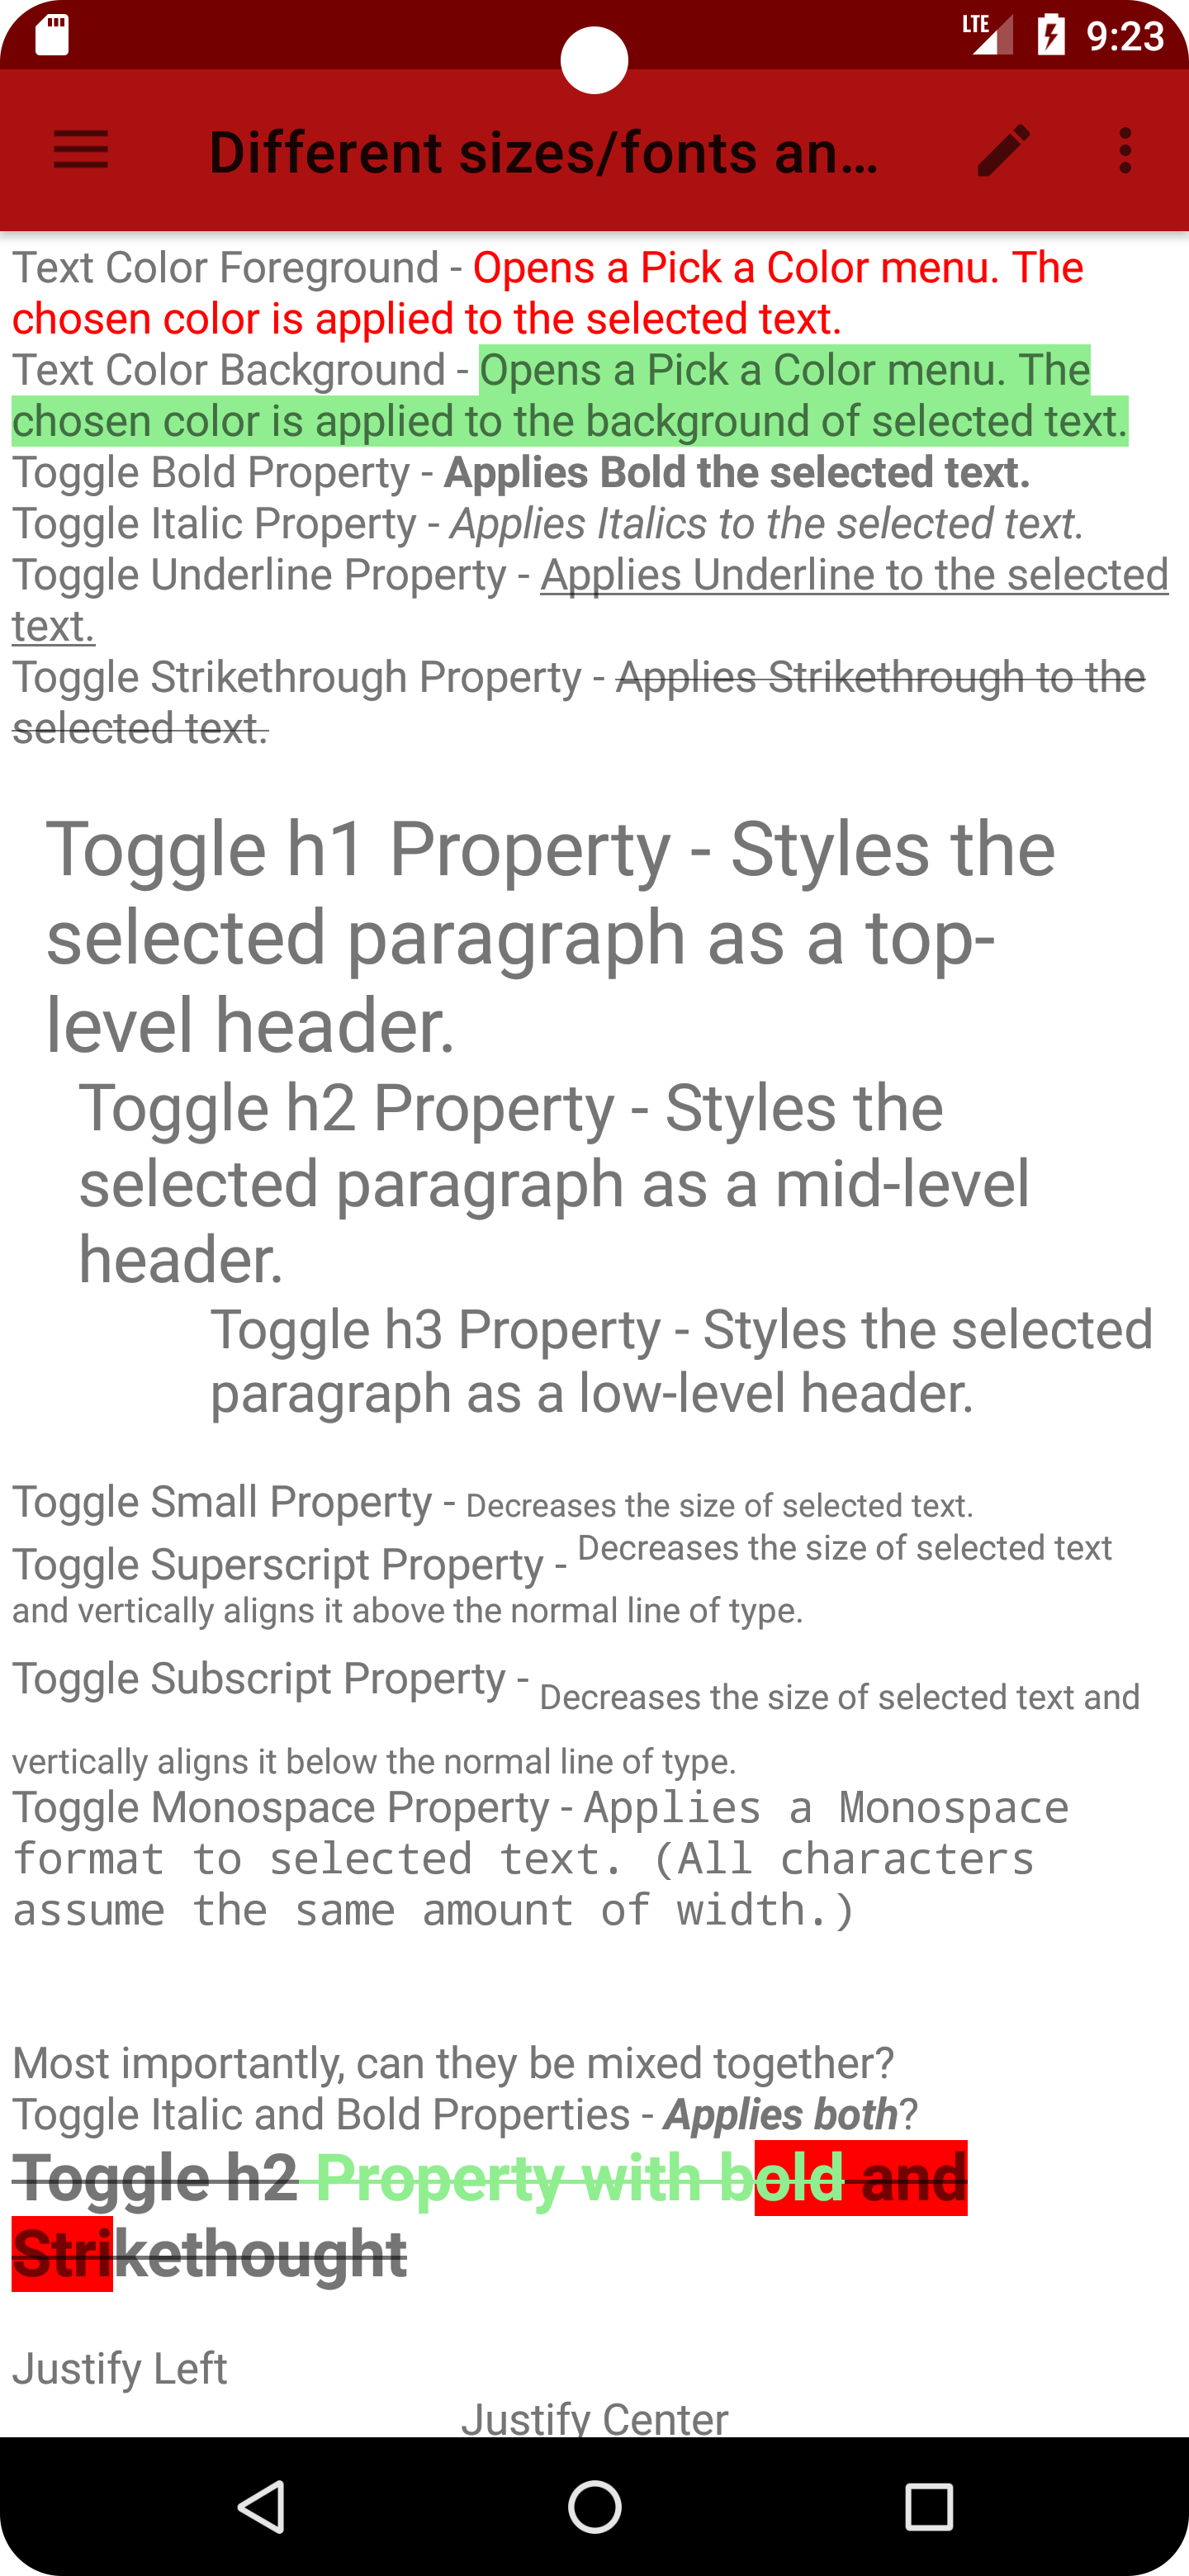 LTE 9:23
Different sizes/fonts an...
Text Color Foreground - Opens a Pick a Color menu. The
chosen color is applied to the selected text.
Text Color Background - Opens a Pick a Color menu. The
chosen color is applied to the background of selected text.
Toggle Bold Property - Applies Bold the selected text.
Toggle Italic Property - Applies Italics to the selected text.
Toggle Underline Property - Applies Underline to the selected
text.
Toggle Strikethrough Property - Applies Strikethrough to the
selected text.
Toggle h1 Property - Styles the
selected paragraph as a top-
level header.
Toggle h2 Property - Styles the
selected paragraph as a mid-level
header.
Toggle h3 Property - Styles the selected
paragraph as a low-level header.
Toggle Small Property - Decreases the size of selected text.
Toggle Superscript Property - Decreases the size of selected text
and vertically aligns it above the normal line of type.
Toggle Subscript Property - Decreases the size of selected text and
vertically aligns it below the normal line of type.
Toggle Monospace Property - Applies a Monospace
format to selected text. (All characters
assume the same amount of width.)
Most importantly, can they be mixed together?
Toggle Italic and Bold Properties - Applies both?
Toggle h2 Property with bold and
Strikethought
Justify Left
Justify Center